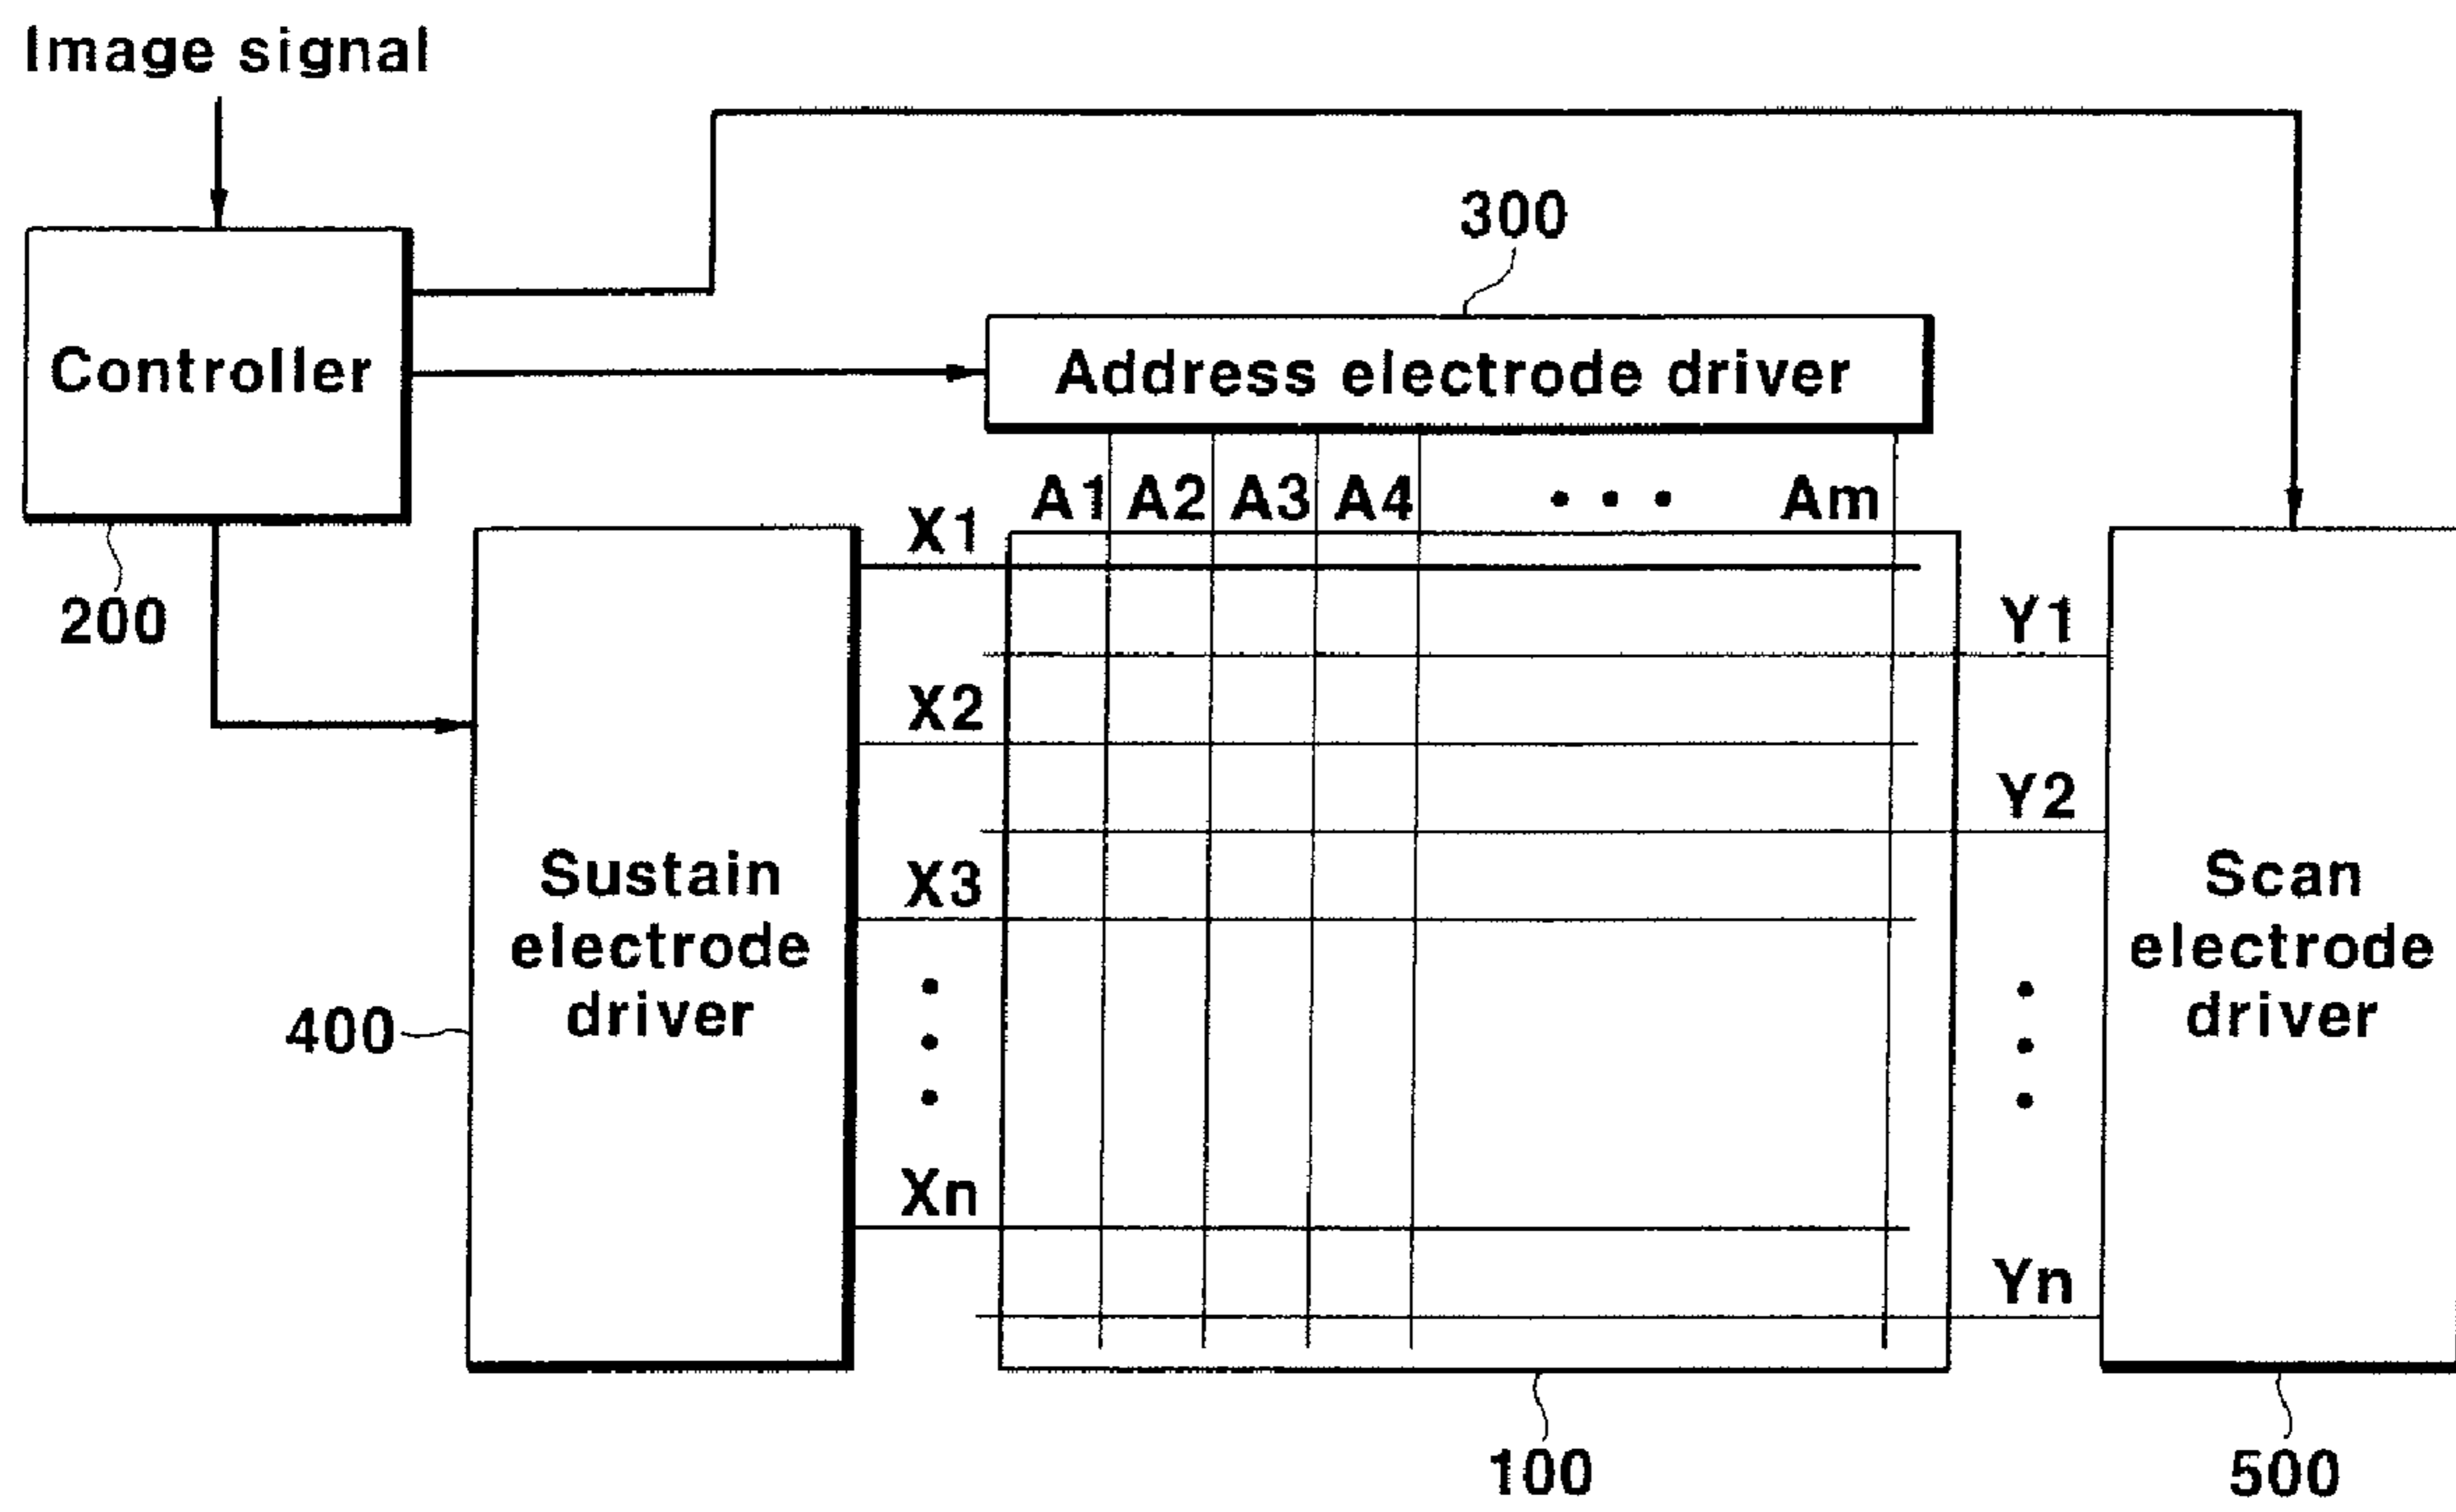 Image signal
300
Controller
Address electrode driver
A1 A2 A3 A4 • • • Am
X1
200
Y1
X2
Y2
X3
Sustain
electrode
driver
Scan
electrode
driver
400
Xn
Yn
100
500